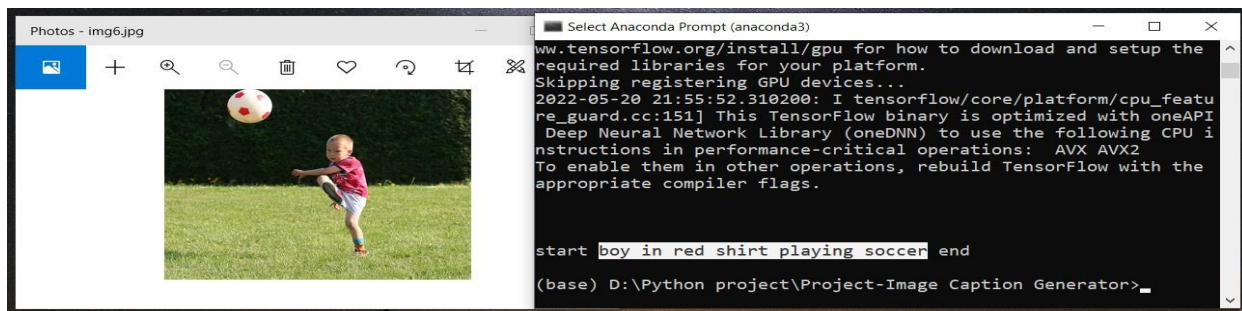 Photos - img6.jpg
Select Anaconda Prompt (anaconda3)
ww.tensorflow.org/install/gpu for how to download and setup the
required libraries for your platform.
Skipping registering GPU devices...
2022-05-20 21:55:52.310200: I tensorflow/core/platform/cpu_featu
re_guard.cc:151] This TensorFlow binary is optimized with oneAPI
Deep Neural Network Library (oneDNN) to use the following CPU i
nstructions in performance-critical operations:  AVX AVX2
To enable them in other operations, rebuild TensorFlow with the
appropriate compiler flags.
start boy in red shirt playing soccer end
(base) D:\Python project\Project-Image Caption Generator>